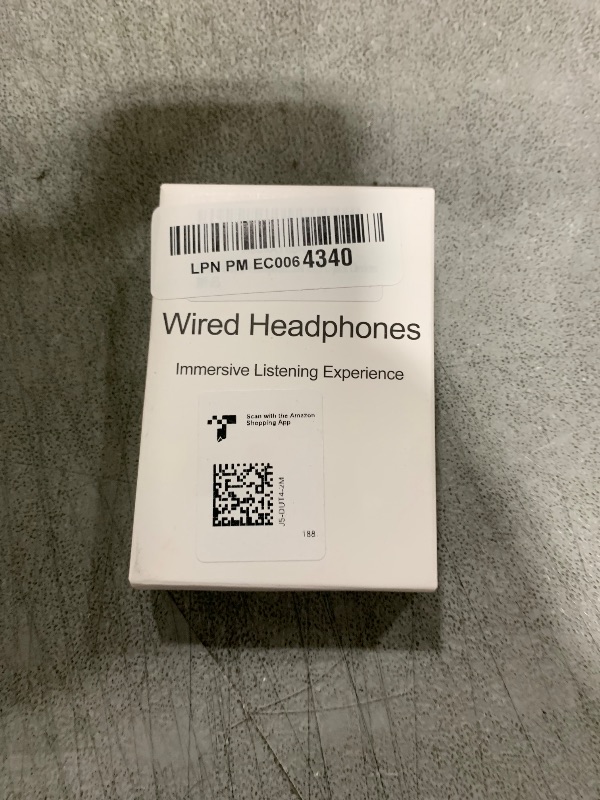 LPN PM EC006 4340
Wired Headphones
Immersive Listening Experience
Scan with the Amazon
Shopping App
188